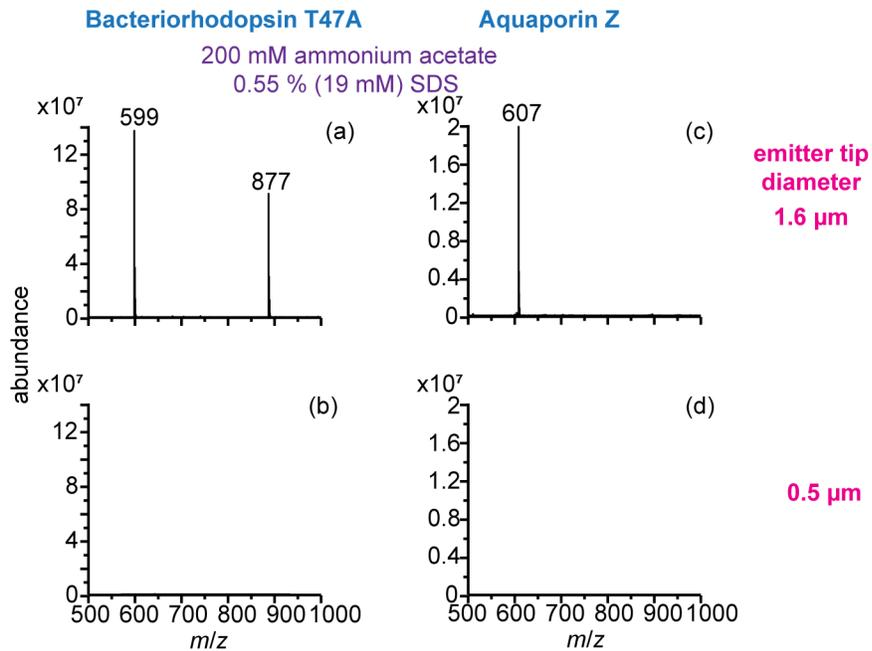 Bacteriorhodopsin T47A
Aquaporin Z
200 mM ammonium acetate
0.55 % (19 mM) SDS
x10⁷
599
(a)
877
12
8
4
0
x10⁷
607
(c)
2
1.6
1.2
0.8
0.4
0
emitter tip
diameter
1.6 µm
abundance
x10⁷
(b)
12
8
4
0
500 600 700 800 900 1000
m/z
x10⁷
(d)
2
1.6
1.2
0.8
0.4
0
500 600 700 800 900 1000
m/z
0.5 µm